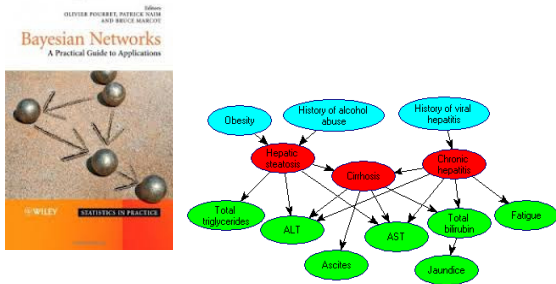 Editors
OLIVIER POURRET, PATRICK NAIM
AND BRUCE MARCOT
Bayesian Networks
A Practical Guide to Applications
WILEY
STATISTICS IN PRACTICE
Obesity
History of alcohol
abuse
History of viral
hepatitis
Hepatic
steatosis
Cirrhosis
Chronic
hepatitis
Total
triglycerides
ALT
AST
Total
bilirubin
Fatigue
Ascites
Jaundice